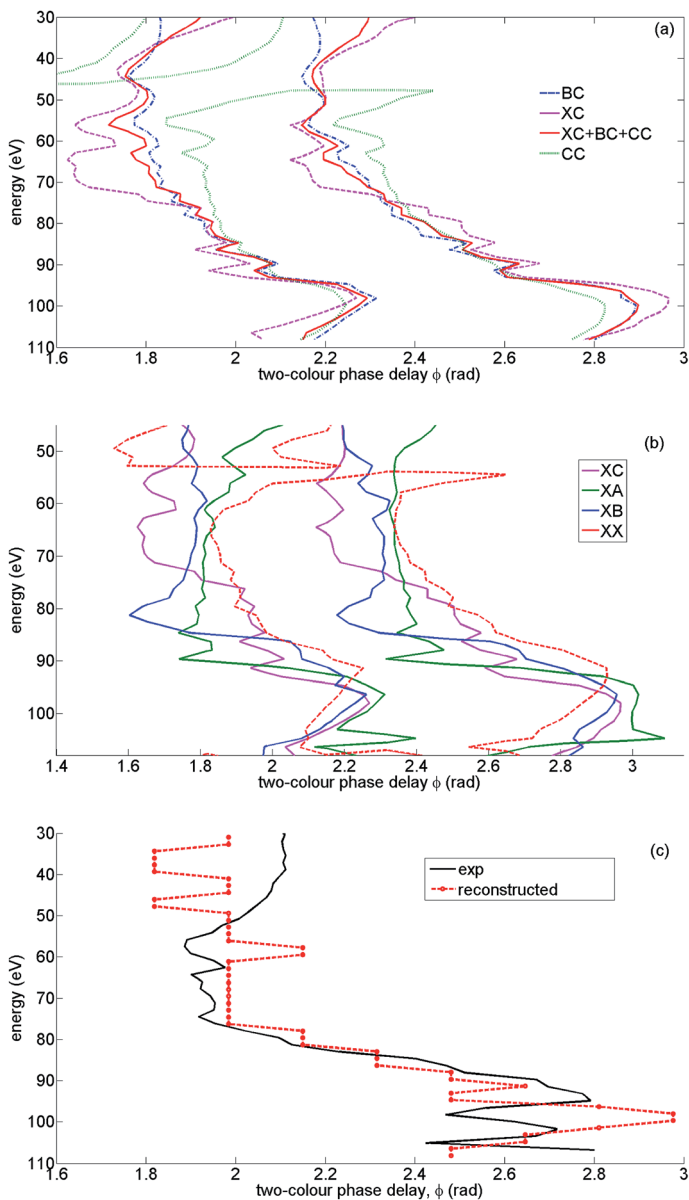 30
(a)
40
50
60
70
80
90
100
110
energy (eV)
BC
XC
XC+BC+CC
CC
1.6 1.8 2 2.2 2.4 2.6 2.8 3
two-colour phase delay ϕ (rad)
(b)
50
60
70
80
90
100
energy (eV)
XC
XA
XB
XX
1.4 1.6 1.8 2 2.2 2.4 2.6 2.8 3
two-colour phase delay ϕ (rad)
30
(c)
40
50
60
70
80
90
100
110
energy (eV)
exp
reconstructed
1.6 1.8 2 2.2 2.4 2.6 2.8 3
two-colour phase delay, ϕ (rad)